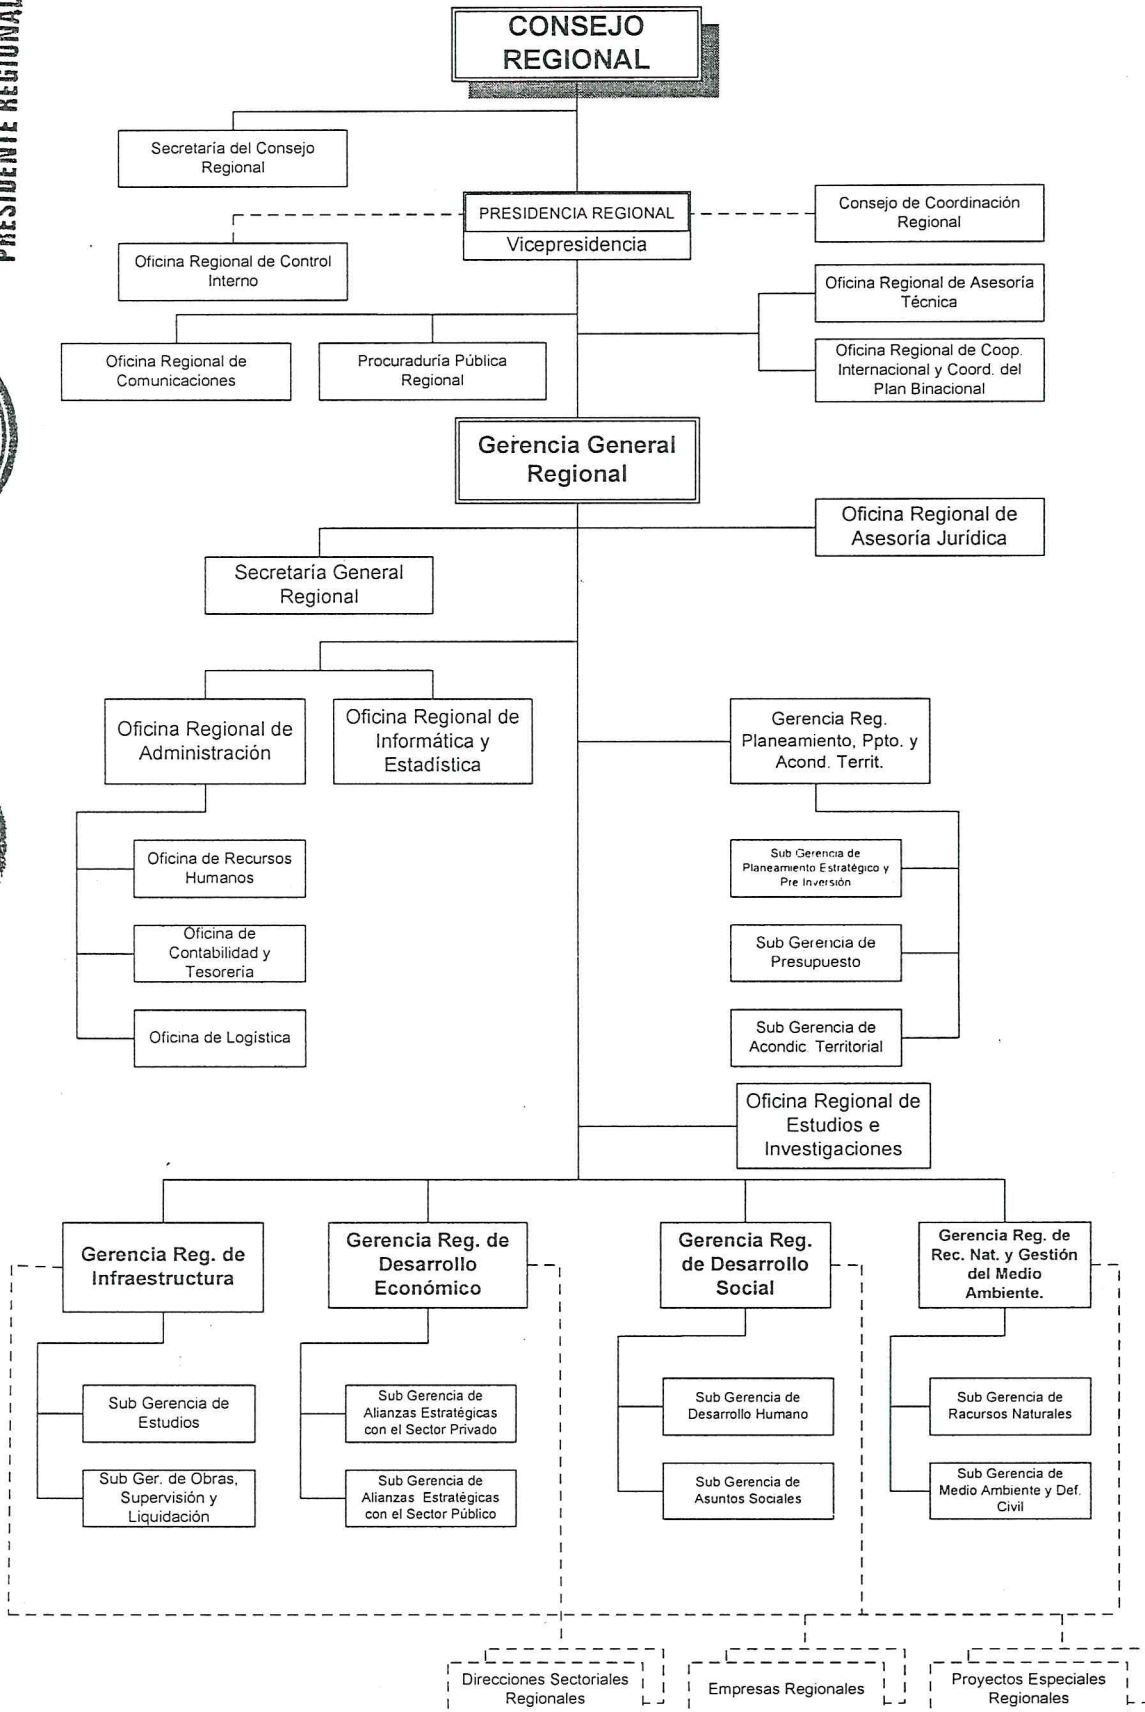 PRESIDENTE REGIONAL
CONSEJO
REGIONAL
Secretaría del Consejo
Regional
PRESIDENCIA REGIONAL
Vicepresidencia
Consejo de Coordinación
Regional
Oficina Regional de Control
Interno
Oficina Regional de Asesoría
Técnica
Oficina Regional de
Comunicaciones
Procuraduría Pública
Regional
Oficina Regional de Coop.
Internacional y Coord. del
Plan Binacional
Gerencia General
Regional
Oficina Regional de
Asesoría Jurídica
Secretaría General
Regional
Oficina Regional de
Administración
Oficina Regional de
Informática y
Estadística
Gerencia Reg.
Planeamiento, Ppto. y
Acond. Territ.
Oficina de Recursos
Humanos
Sub Gerencia de
Planeamiento Estratégico y
Pre Inversión
Oficina de
Contabilidad y
Tesorería
Sub Gerencia de
Presupuesto
Oficina de Logística
Sub Gerencia de
Acondic. Territorial
Oficina Regional de
Estudios e
Investigaciones
Gerencia Reg. de
Infraestructura
Gerencia Reg. de
Desarrollo
Económico
Gerencia Reg.
de Desarrollo
Social
Gerencia Reg. de
Rec. Nat. y Gestión
del Medio
Ambiente.
Sub Gerencia de
Estudios
Sub Gerencia de
Alianzas Estratégicas
con el Sector Privado
Sub Gerencia de
Desarrollo Humano
Sub Gerencia de
Racursos Naturales
Sub Ger. de Obras,
Supervisión y
Liquidación
Sub Gerencia de
Alianzas Estratégicas
con el Sector Público
Sub Gerencia de
Asuntos Sociales
Sub Gerencia de
Medio Ambiente y Def.
Civil
Direcciones Sectoriales
Regionales
Empresas Regionales
Proyectos Especiales
Regionales